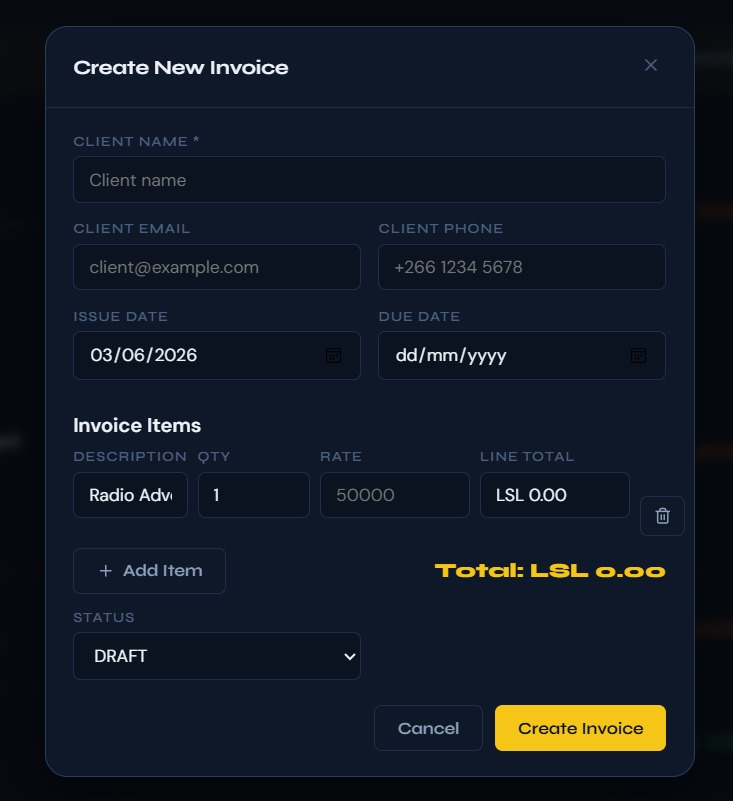 Create New Invoice
CLIENT NAME *
Client name
CLIENT EMAIL CLIENT PHONE
client@example.com +266 1234 5678
ISSUE DATE DUE DATE
03/06/2026 dd/mm/yyyy
Invoice Items
DESCRIPTION QTY RATE LINE TOTAL
Radio Adv 1 50000 LSL 0.00
+ Add Item Total: LSL 0.00
STATUS
DRAFT
Cancel Create Invoice